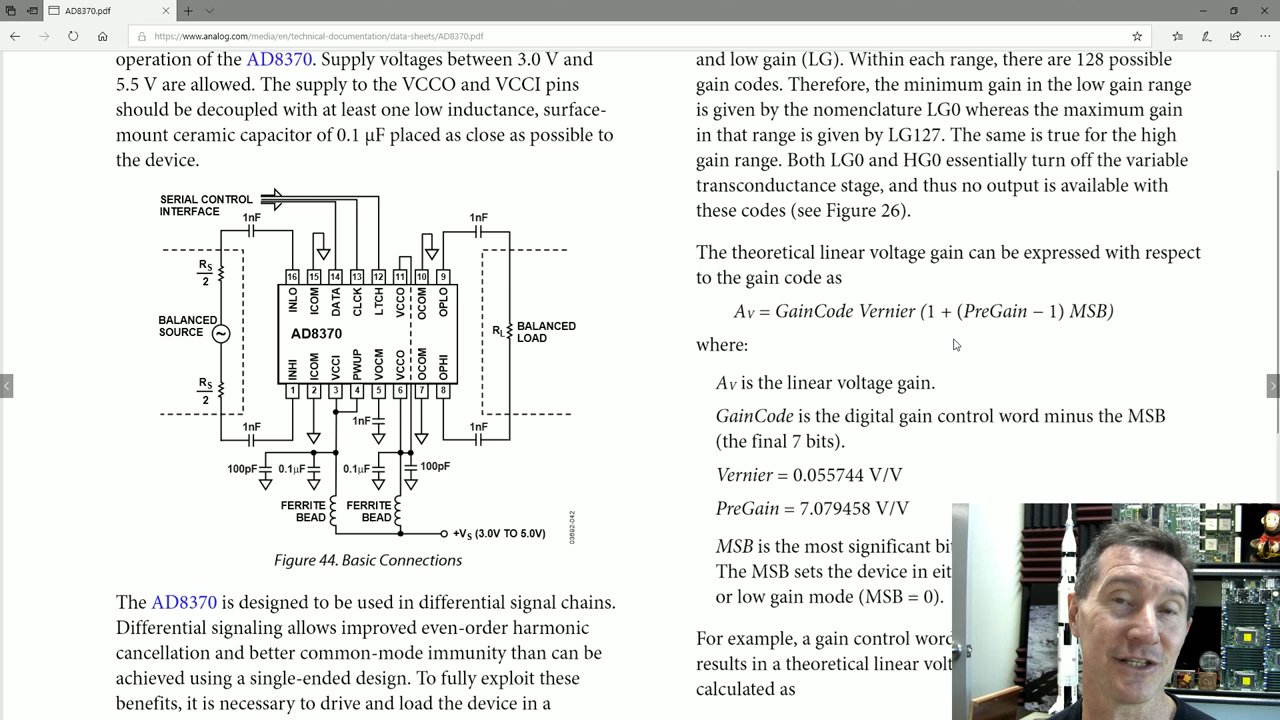 AD8370.pdf
https://www.analog.com/media/en/technical-documentation/data-sheets/AD8370.pdf
operation of the AD8370. Supply voltages between 3.0 V and
5.5 V are allowed. The supply to the VCCO and VCCI pins
should be decoupled with at least one low inductance, surface-
mount ceramic capacitor of 0.1 μF placed as close as possible to
the device.
SERIAL CONTROL
INTERFACE
1nF
1nF
RS
2
16
15
14
13
12
11
10
9
INLO
ICOM
DATA
CLCK
LTCH
VCCO
OCOM
OPLO
BALANCED
SOURCE
AD8370
RL
BALANCED
LOAD
INHI
ICOM
VCCI
PWUP
VOCM
VCCO
OCOM
OPHI
RS
2
1
2
3
4
5
6
7
8
1nF
1nF
1nF
100pF
0.1μF
0.1μF
100pF
FERRITE
BEAD
FERRITE
BEAD
+VS (3.0V TO 5.0V)
03692-042
Figure 44. Basic Connections
The AD8370 is designed to be used in differential signal chains.
Differential signaling allows improved even-order harmonic
cancellation and better common-mode immunity than can be
achieved using a single-ended design. To fully exploit these
benefits, it is necessary to drive and load the device in a
and low gain (LG). Within each range, there are 128 possible
gain codes. Therefore, the minimum gain in the low gain range
is given by the nomenclature LG0 whereas the maximum gain
in that range is given by LG127. The same is true for the high
gain range. Both LG0 and HG0 essentially turn off the variable
transconductance stage, and thus no output is available with
these codes (see Figure 26).
The theoretical linear voltage gain can be expressed with respect
to the gain code as
AV = GainCode Vernier (1 + (PreGain − 1) MSB)
where:
AV is the linear voltage gain.
GainCode is the digital gain control word minus the MSB
(the final 7 bits).
Vernier = 0.055744 V/V
PreGain = 7.079458 V/V
MSB is the most significant bi
The MSB sets the device in eit
or low gain mode (MSB = 0).
For example, a gain control word
results in a theoretical linear volt
calculated as